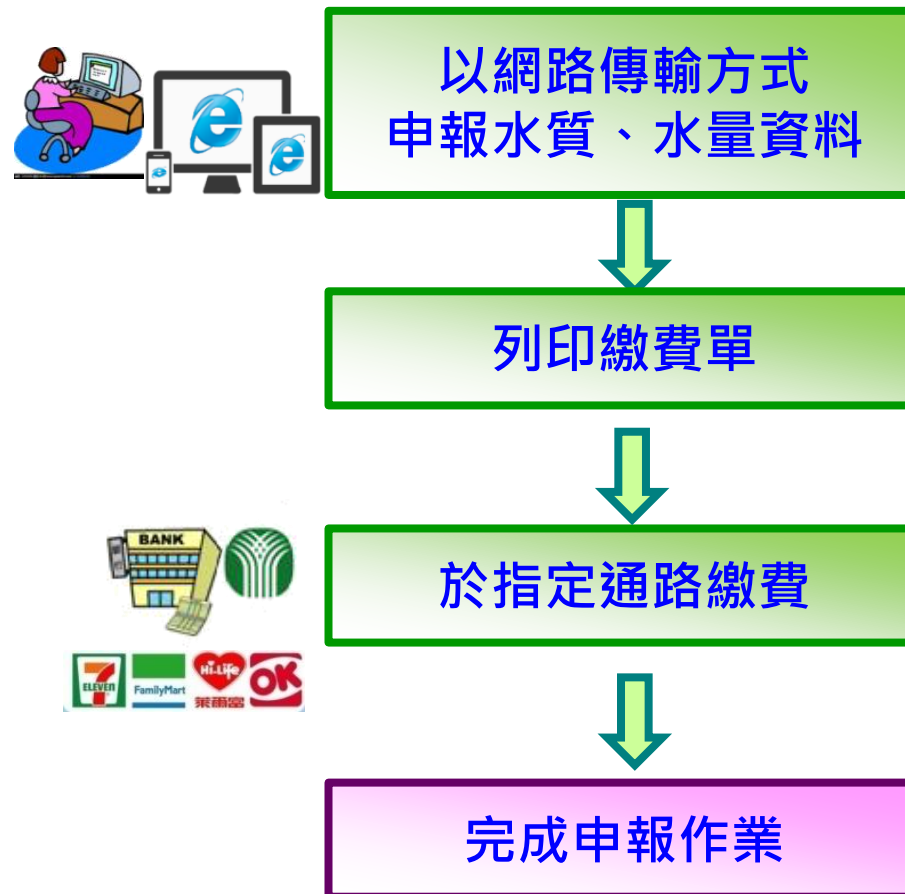 以網路傳輸方式
申報水質、水量資料
列印繳費單
BANK
於指定通路繳費
7
ELEVEN
FamilyMart
Hi-Life
萊爾富
OK
完成申報作業